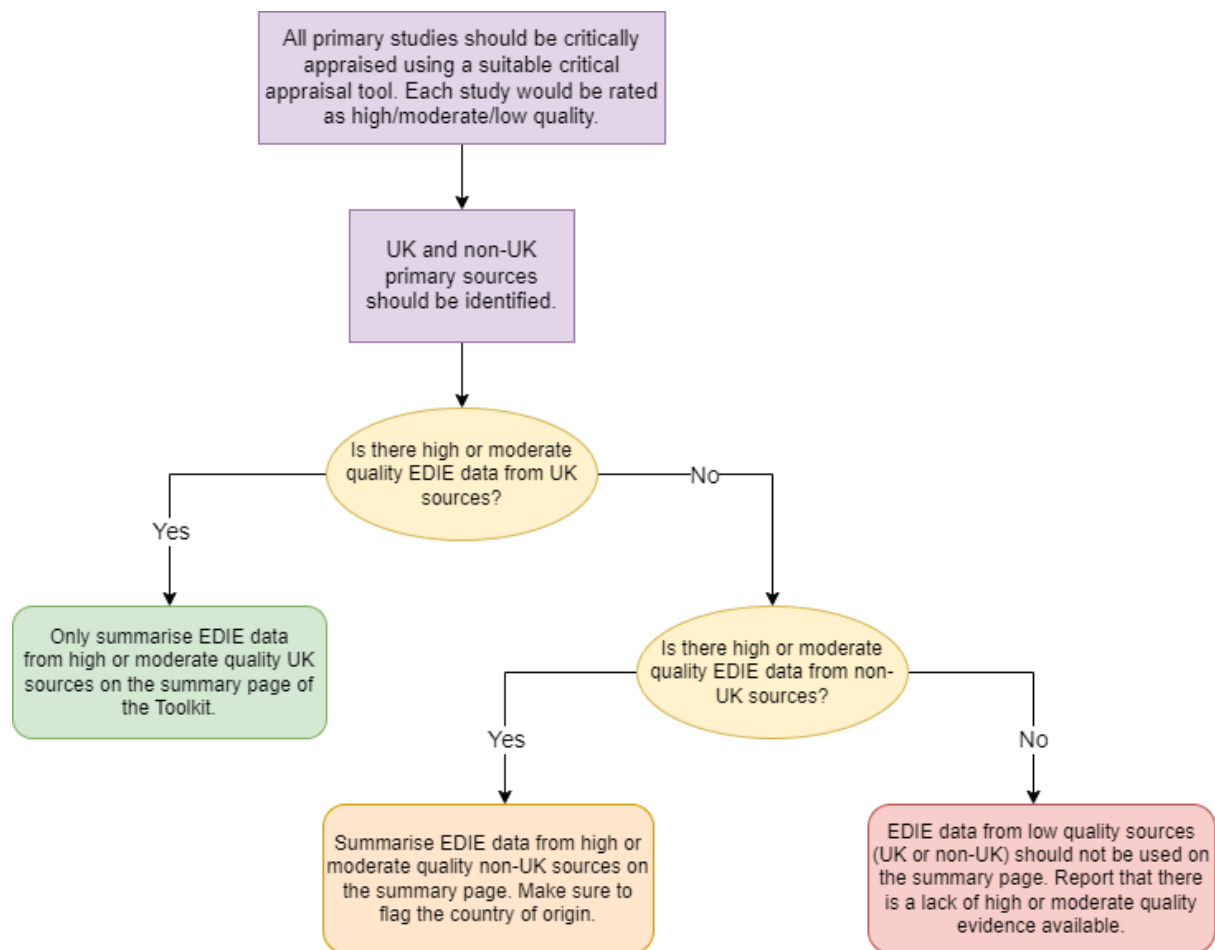 All primary studies should be critically
appraised using a suitable critical
appraisal tool. Each study would be rated
as high/moderate/low quality.
UK and non-UK
primary sources
should be identified.
Is there high or moderate
quality EDIE data from UK
sources?
Yes
No
Only summarise EDIE data
from high or moderate quality UK
sources on the summary page of
the Toolkit.
Is there high or moderate
quality EDIE data from non-
UK sources?
Yes
No
Summarise EDIE data from high or
moderate quality non-UK sources on
the summary page. Make sure to
flag the country of origin.
EDIE data from low quality sources
(UK or non-UK) should not be used on
the summary page. Report that there
is a lack of high or moderate quality
evidence available.